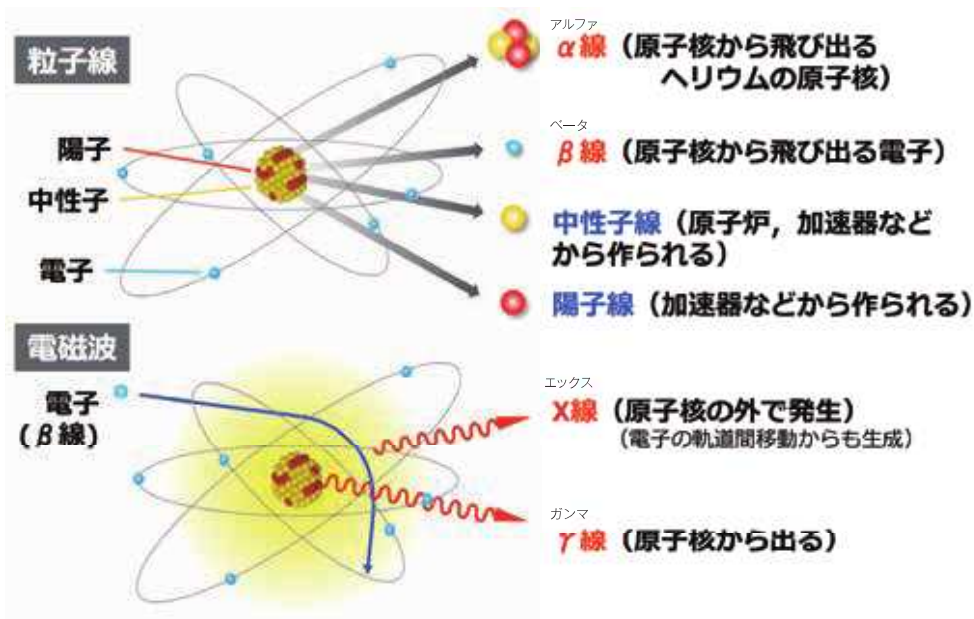 粒子線
アルファ
α線（原子核から飛び出る
ヘリウムの原子核）
陽子
ベータ
β線（原子核から飛び出る電子）
中性子
中性子線（原子炉，加速器など
から作られる）
電子
陽子線（加速器などから作られる）
電磁波
電子
(β線)
エックス
X線（原子核の外で発生）
（電子の軌道間移動からも生成）
ガンマ
γ線（原子核から出る）